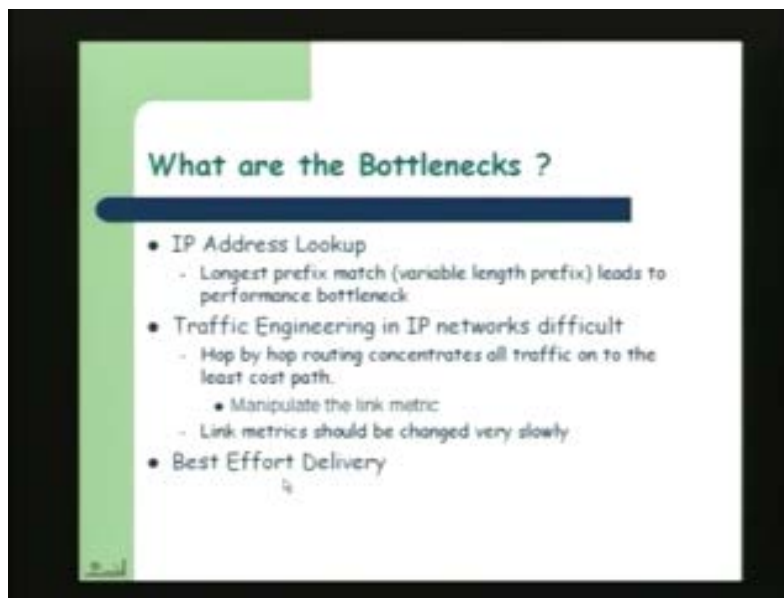 What are the Bottlenecks ?
● IP Address Lookup
- Longest prefix match (variable length prefix) leads to
performance bottleneck
● Traffic Engineering in IP networks difficult
- Hop by hop routing concentrates all traffic on to the
least cost path.
● Manipulate the link metric
- Link metrics should be changed very slowly
● Best Effort Delivery